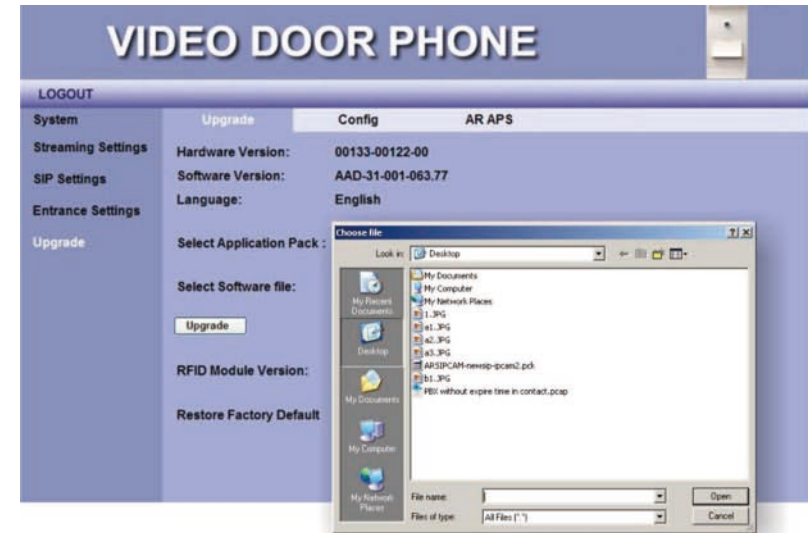 VIDEO DOOR PHONE
LOGOUT
System
Streaming Settings
SIP Settings
Entrance Settings
Upgrade
Upgrade Config AR APS
Hardware Version: 00133-00122-00
Software Version: AAD-31-001-063.77
Language: English
Select Application Pack :
Select Software file:
Upgrade
RFID Module Version:
Restore Factory Default
Choose file
Look in: Desktop
My Recent Documents
Desktop
My Documents
My Computer
My Network Places
My Documents
My Computer
My Network Places
1.JPG
a1.JPG
a2.JPG
a3.JPG
ARSIPCAM-newsip-ipcam2.pck
b1.JPG
PBX without expire time in contact.pcap
File name: Open
Files of type: All Files (*.*) Cancel